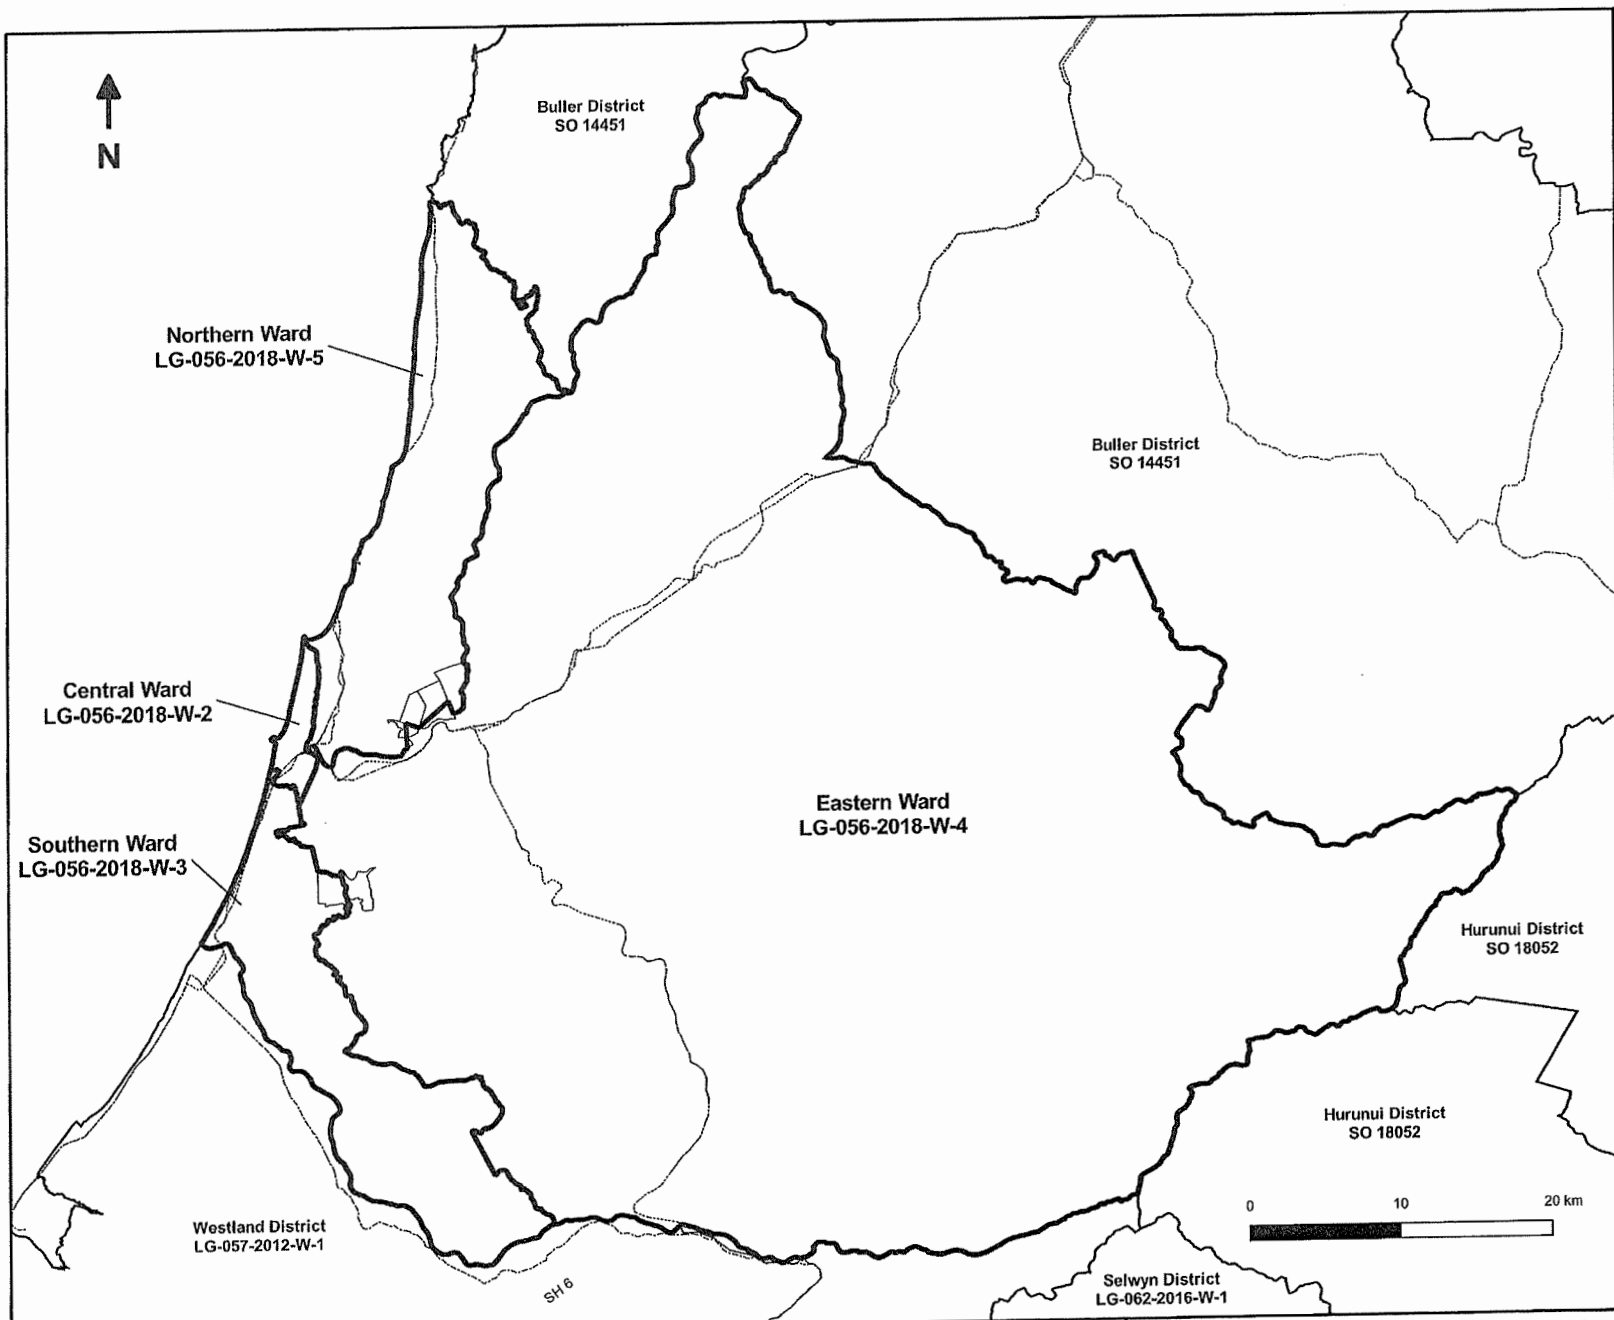 N
Buller District
SO 14451
Northern Ward
LG-056-2018-W-5
Buller District
SO 14451
Central Ward
LG-056-2018-W-2
Eastern Ward
LG-056-2018-W-4
Southern Ward
LG-056-2018-W-3
Hurunui District
SO 18052
Hurunui District
SO 18052
0 10 20 km
Westland District
LG-057-2012-W-1
SH 6
Selwyn District
LG-062-2016-W-1